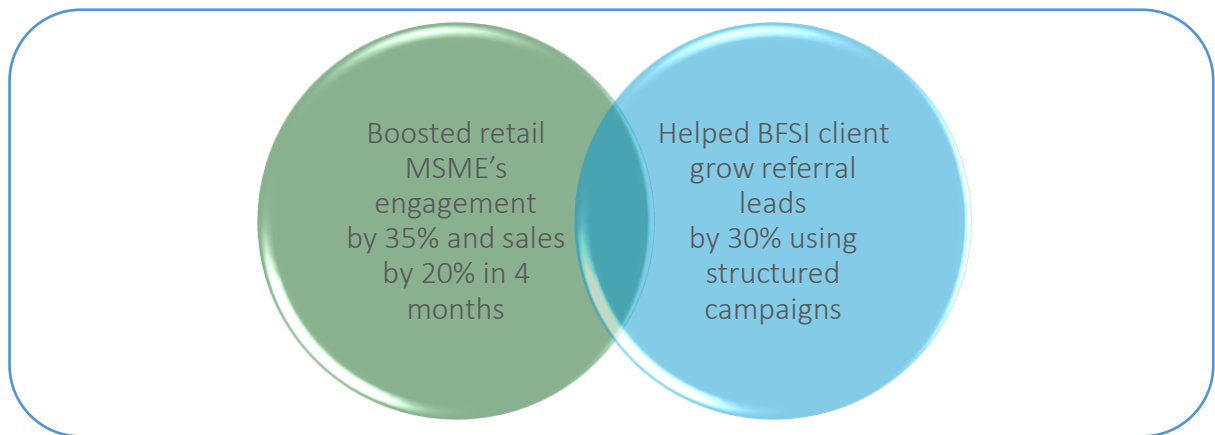 Boosted retail
MSME’s
engagement
by 35% and sales
by 20% in 4
months
Helped BFSI client
grow referral
leads
by 30% using
structured
campaigns